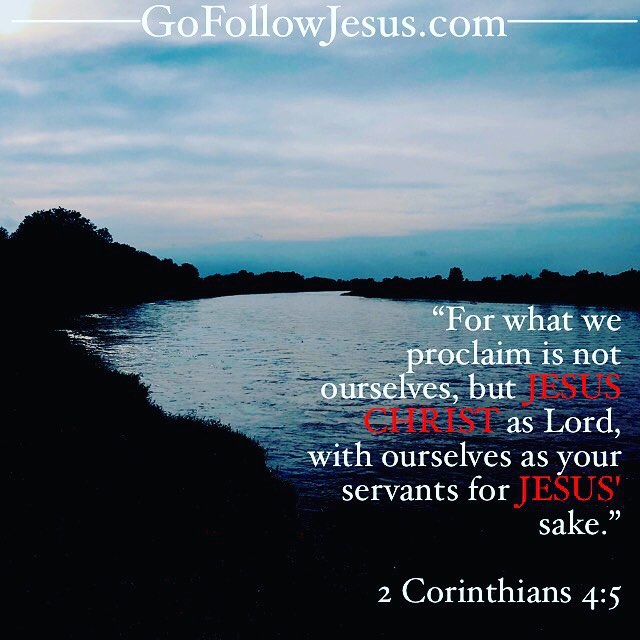 GoFollowJesus.com
“For what we
proclaim is not
ourselves, but JESUS
CHRIST as Lord,
with ourselves as your
servants for JESUS'
sake.”
2 Corinthians 4:5